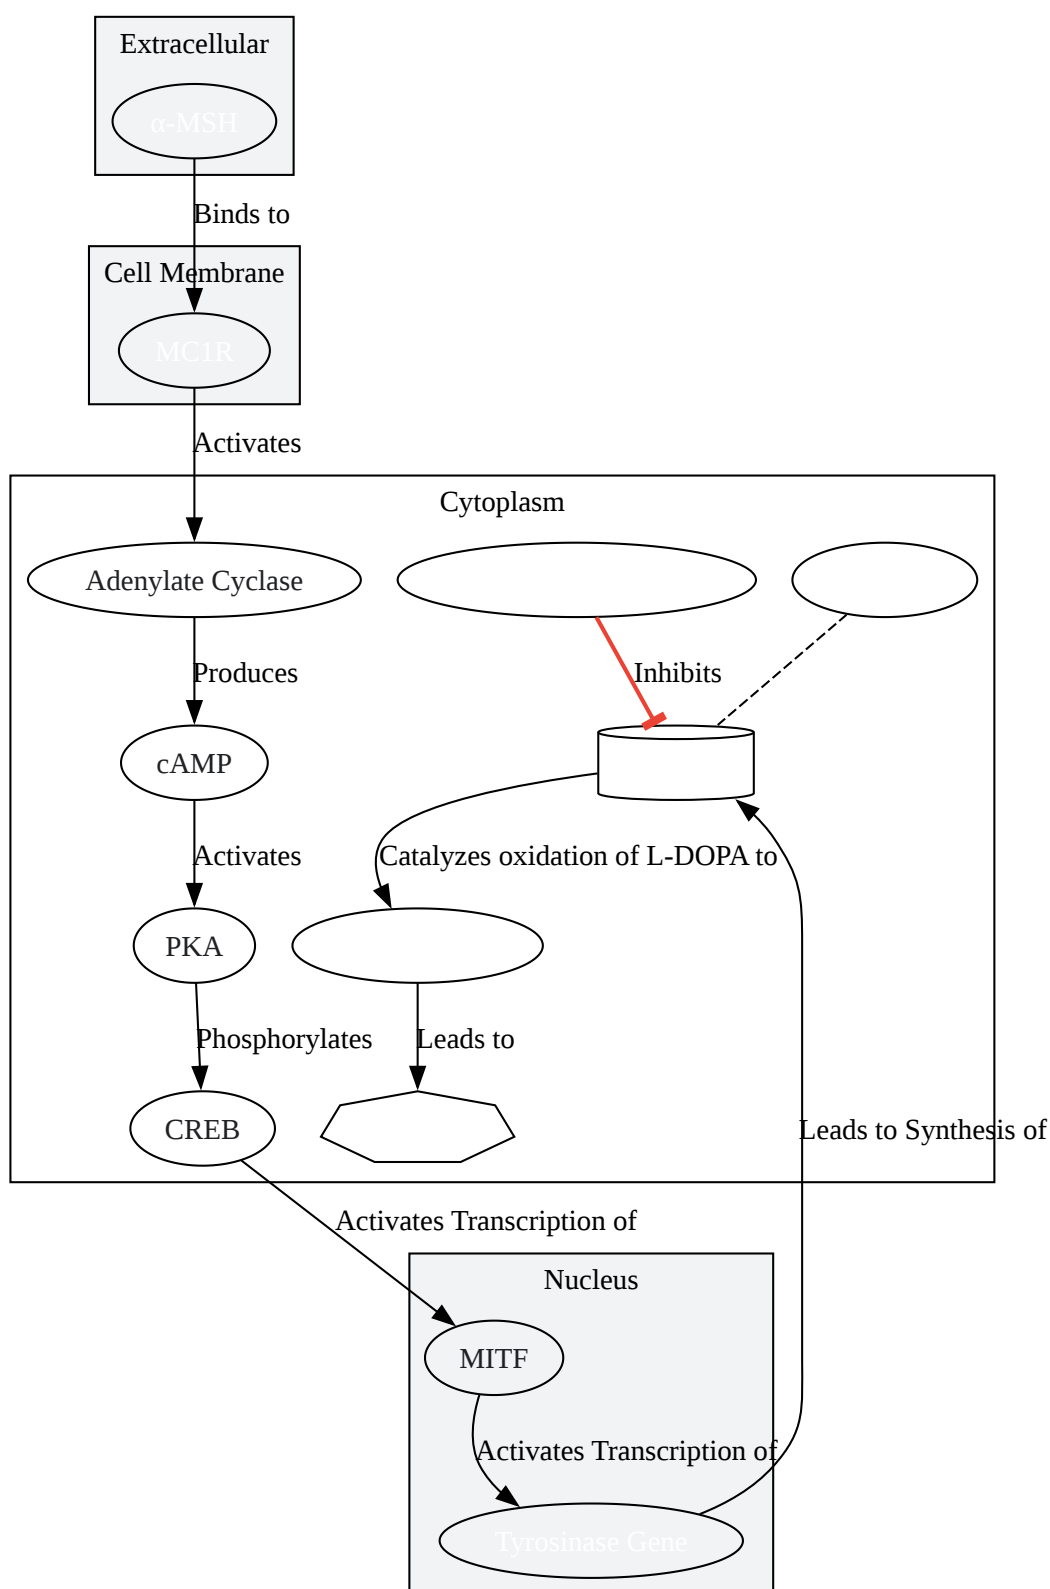 Extracellular
α-MSH
Binds to
Cell Membrane
MC1R
Activates
Cytoplasm
Adenylate Cyclase
Produces
Inhibits
cAMP
Activates
Catalyzes oxidation of L-DOPA to
PKA
Phosphorylates
Leads to
CREB
Leads to Synthesis of
Activates Transcription of
Nucleus
MITF
Activates Transcription of
Tyrosinase Gene